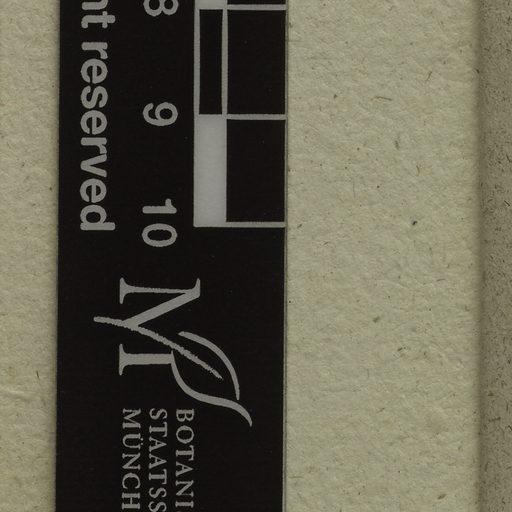 nt reserved
8 9 10
M
BOTANI
STAATSS
MÜNCH